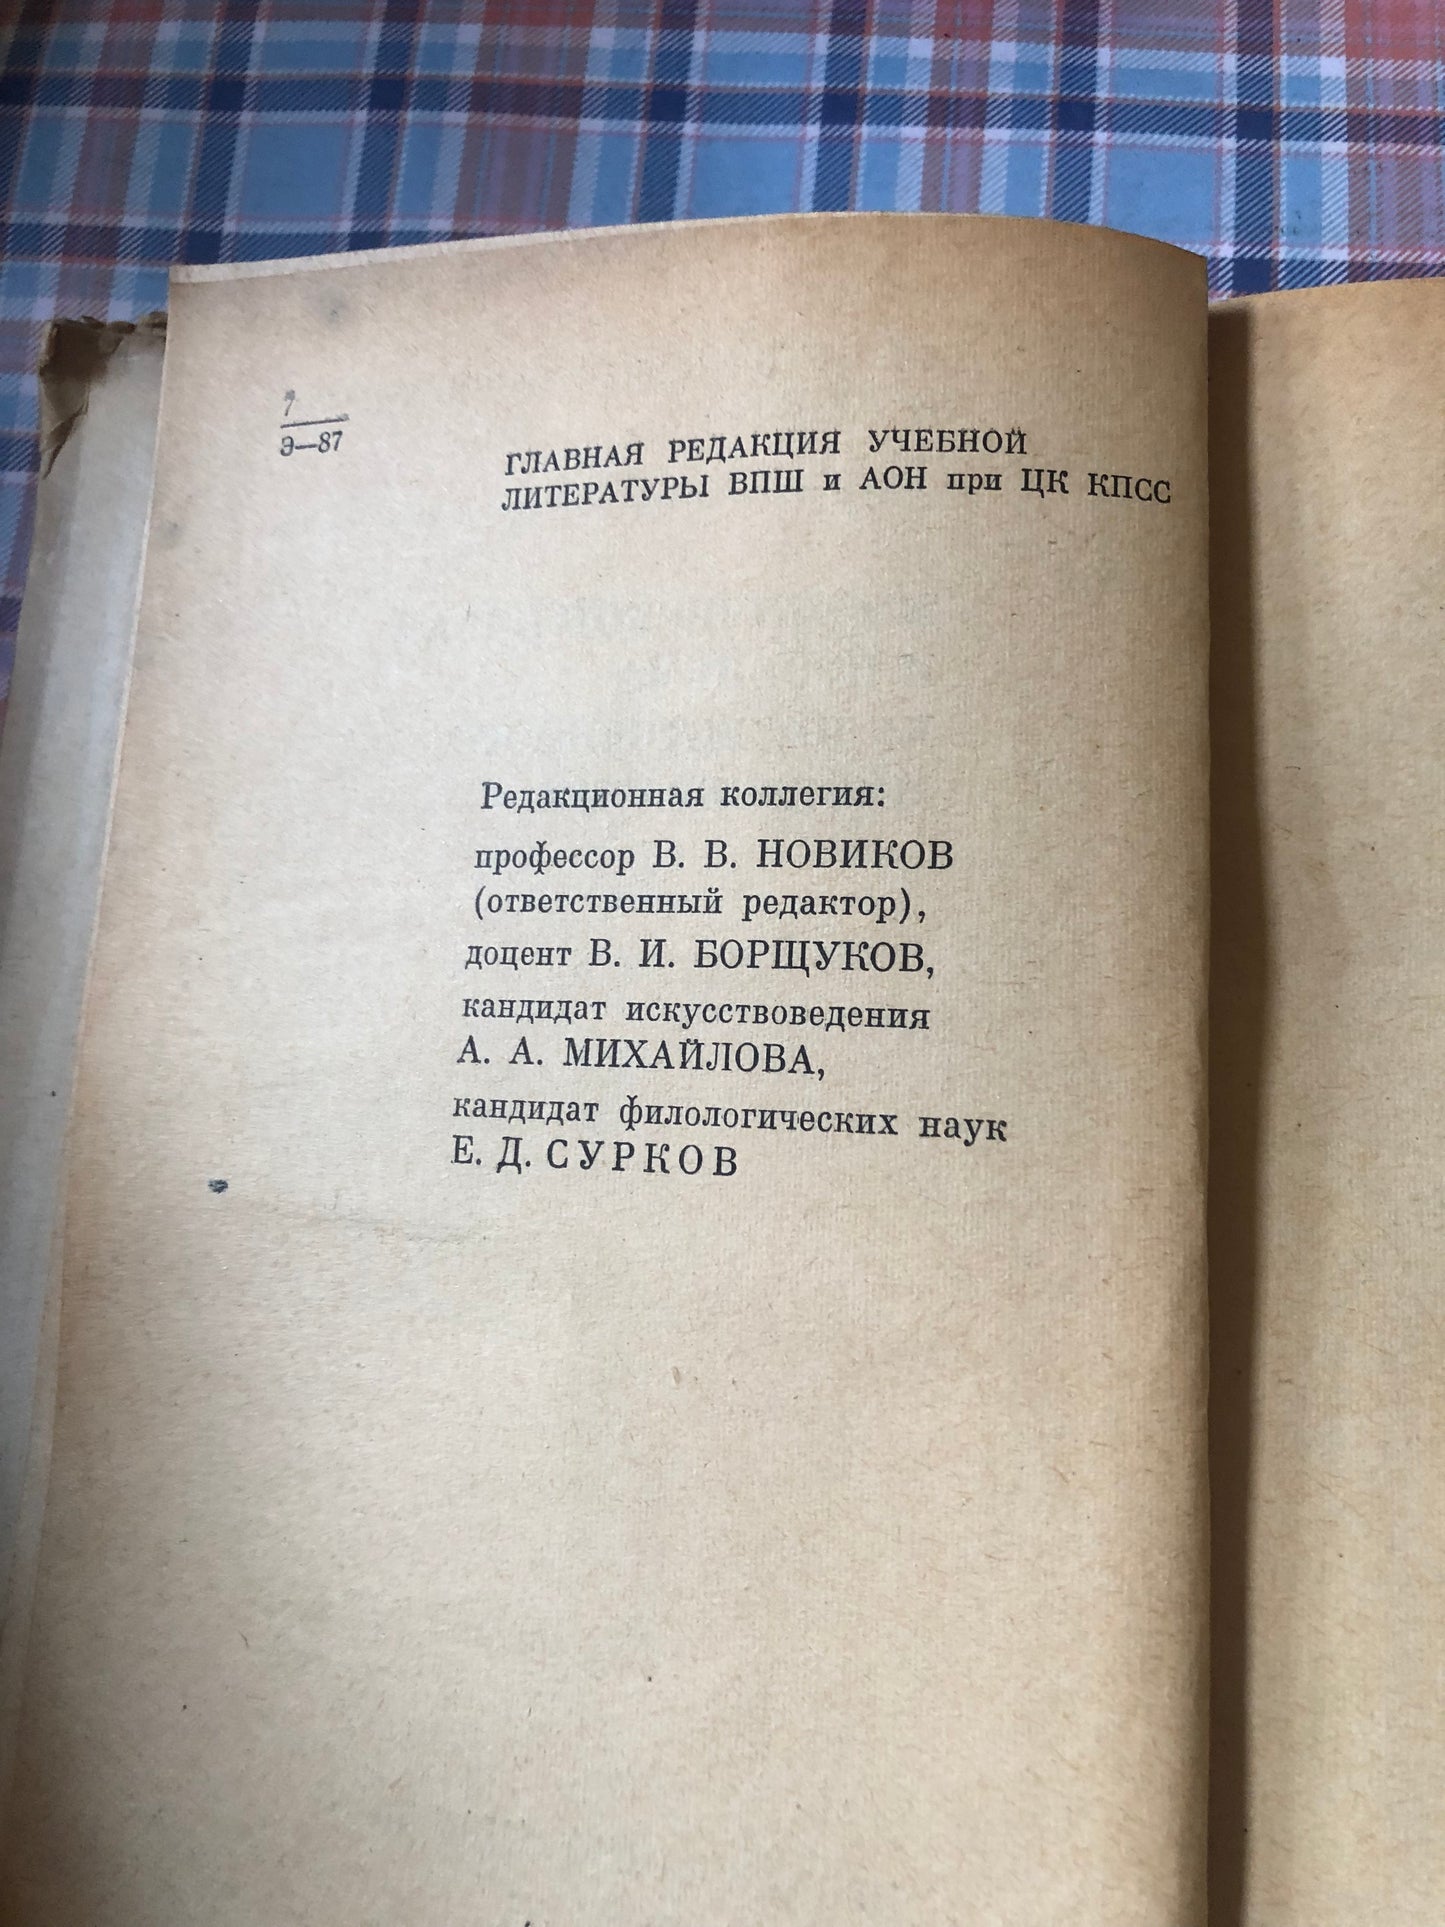 7
Э—87
ГЛАВНАЯ РЕДАКЦИЯ УЧЕБНОЙ
ЛИТЕРАТУРЫ ВПШ и АОН при ЦК КПСС
Редакционная коллегия:
профессор В. В. НОВИКОВ
(ответственный редактор),
доцент В. И. БОРЩУКОВ,
кандидат искусствоведения
А. А. МИХАЙЛОВА,
кандидат филологических наук
Е. Д. СУРКОВ